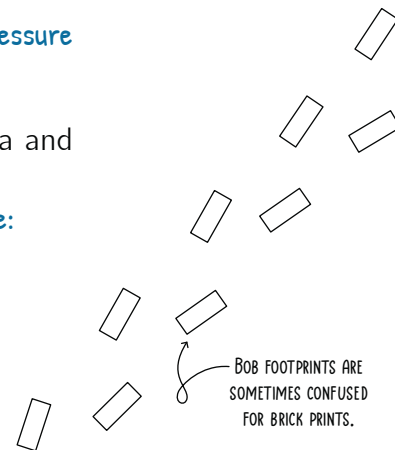 essure
a and
e:
BOB FOOTPRINTS ARE
SOMETIMES CONFUSED
FOR BRICK PRINTS.